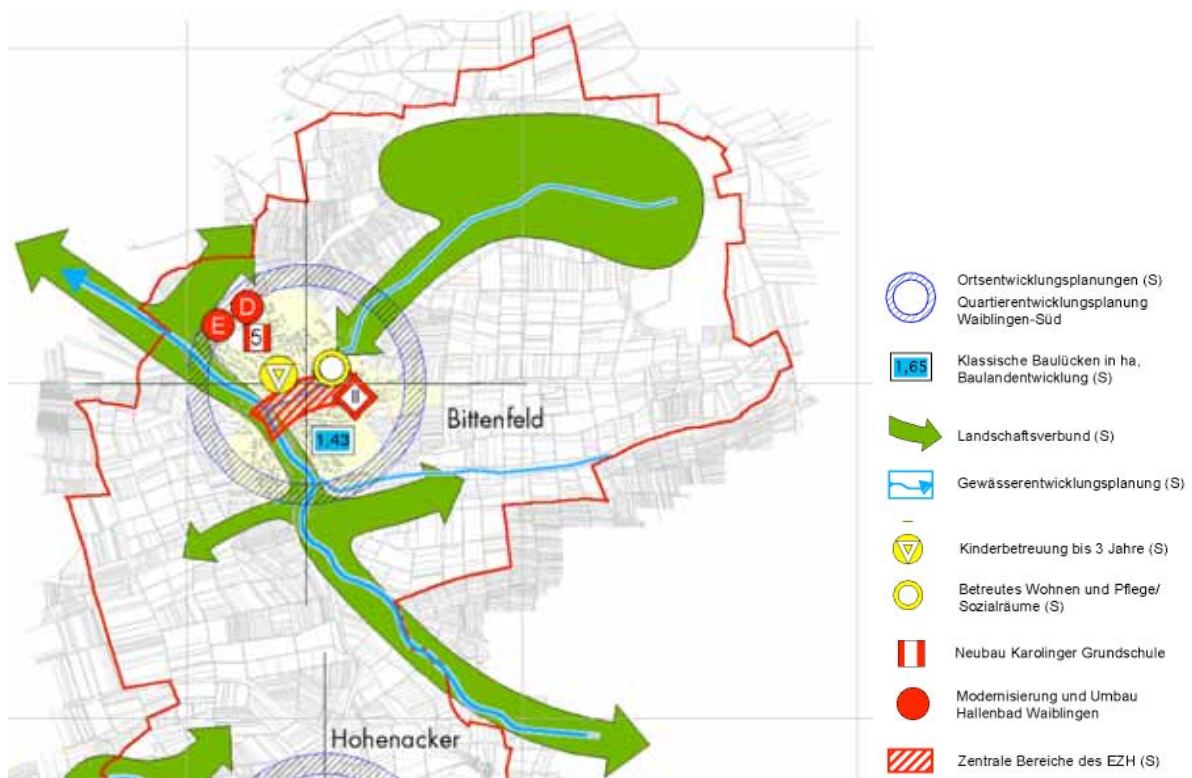 D
E
5
II
1,43
Bittenfeld
Hohenacker
Ortsentwicklungsplanungen (S)
Quartierentwicklungsplanung
Waiblingen-Süd
1,65
Klassische Baulücken in ha,
Baulandentwicklung (S)
Landschaftsverbund (S)
Gewässerentwicklungsplanung (S)
Kinderbetreuung bis 3 Jahre (S)
Betreutes Wohnen und Pflege/
Sozialräume (S)
Neubau Karolinger Grundschule
Modernisierung und Umbau
Hallenbad Waiblingen
Zentrale Bereiche des EZH (S)